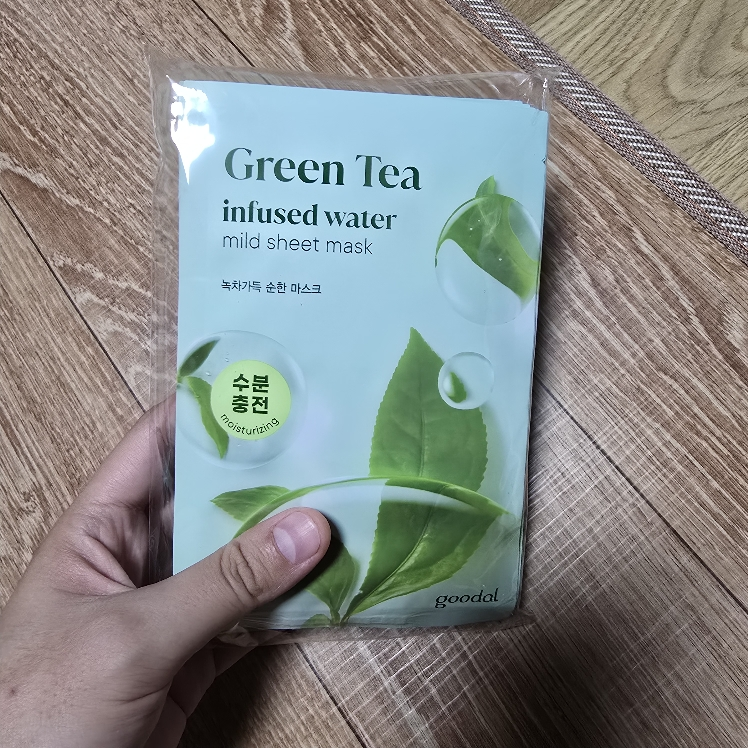 Green Tea
infused water
mild sheet mask
녹차가득 순한 마스크
수분
충전
moisturizing
goodal